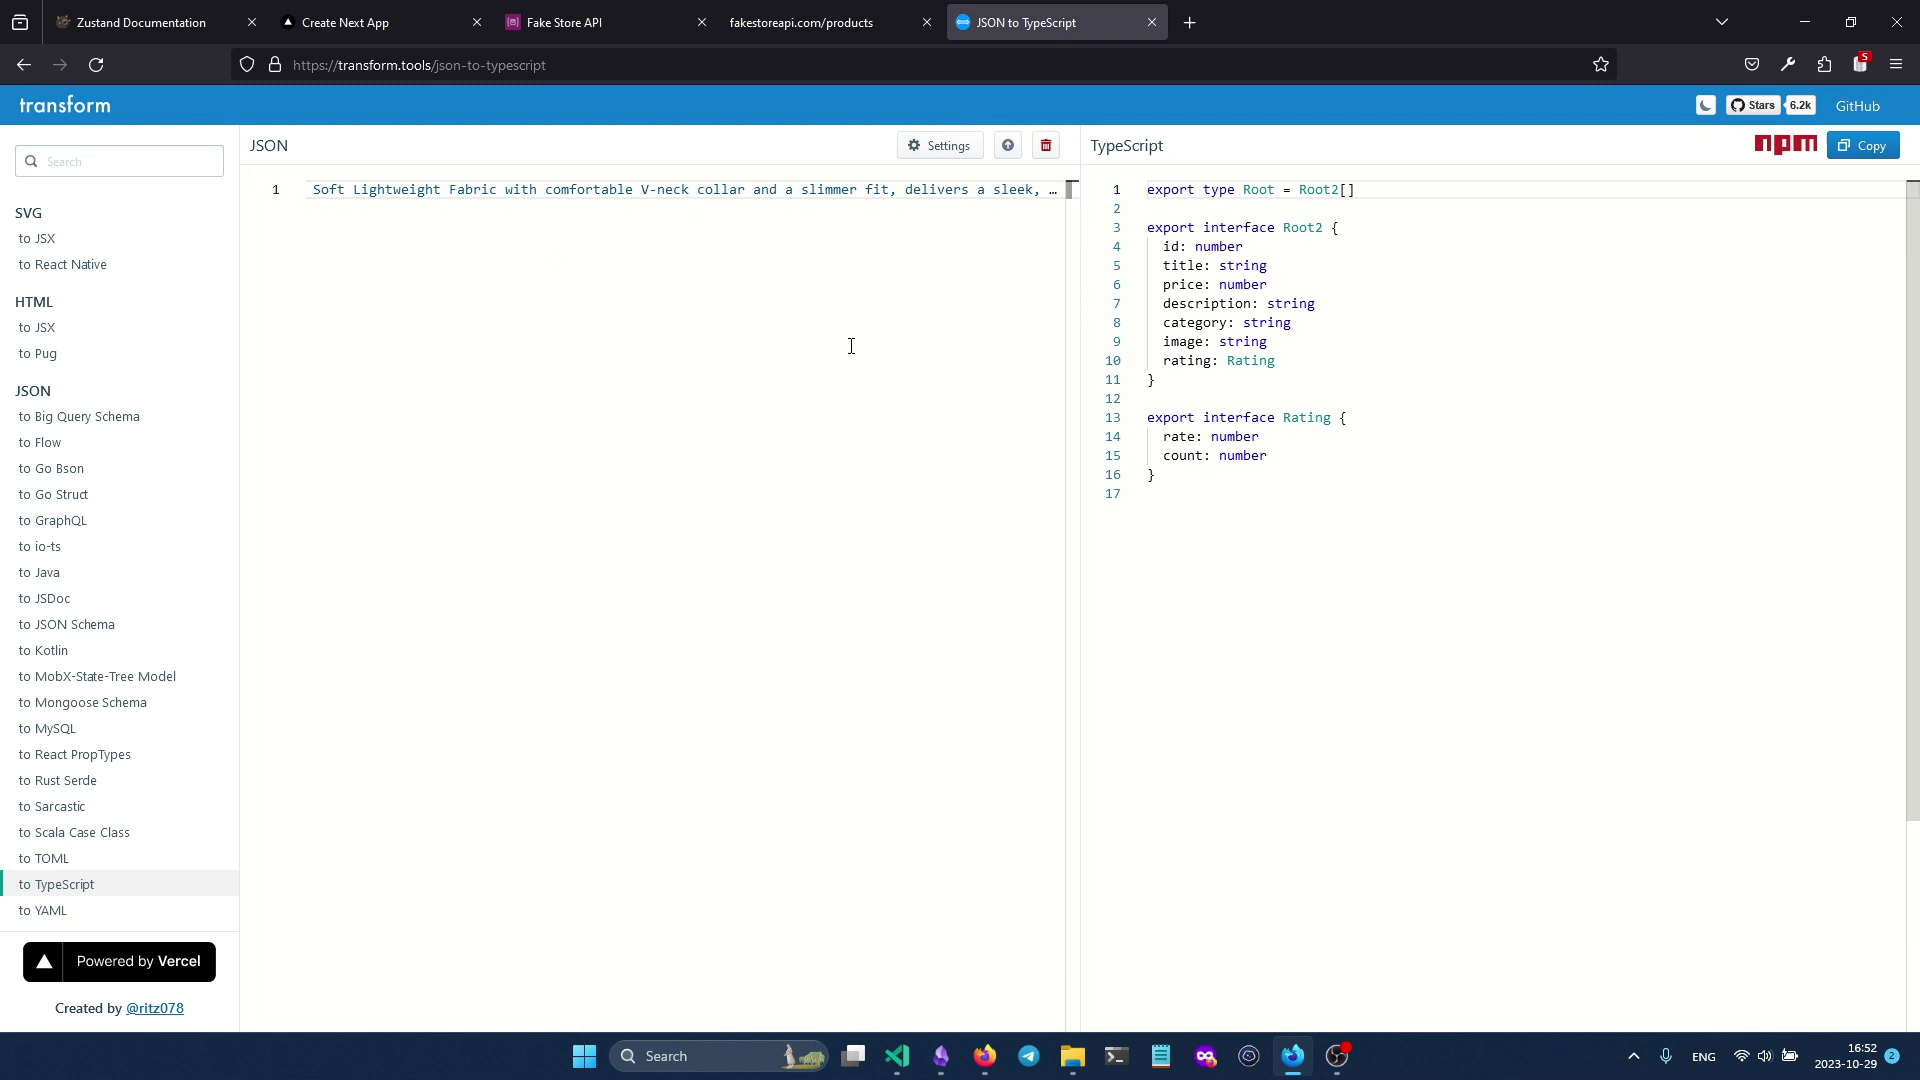 Zustand Documentation
Create Next App
Fake Store API
fakestoreapi.com/products
JSON to TypeScript
https://transform.tools/json-to-typescript
S
transform
Stars
6.2k
GitHub
Search
JSON
Settings
TypeScript
npm
Copy
SVG
to JSX
to React Native
HTML
to JSX
to Pug
JSON
to Big Query Schema
to Flow
to Go Bson
to Go Struct
to GraphQL
to io-ts
to Java
to JSDoc
to JSON Schema
to Kotlin
to MobX-State-Tree Model
to Mongoose Schema
to MySQL
to React PropTypes
to Rust Serde
to Sarcastic
to Scala Case Class
to TOML
to TypeScript
to YAML
Powered by Vercel
Created by @ritz078
1 Soft Lightweight Fabric with comfortable V-neck collar and a slimmer fit, delivers a sleek, …
1 export type Root = Root2[]
2
3 export interface Root2 {
4 id: number
5 title: string
6 price: number
7 description: string
8 category: string
9 image: string
10 rating: Rating
11 }
12
13 export interface Rating {
14 rate: number
15 count: number
16 }
17
Search
ENG
16:52
2023-10-29
2